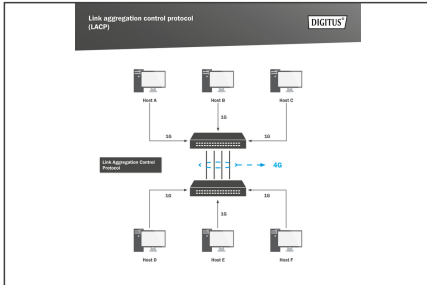 Link aggregation control protocol
(LACP)
DIGITUS®
Host A
Host B
Host C
1G
1G
1G
Link Aggregation Control
Protocol
4G
1G
1G
1G
Host D
Host E
Host F